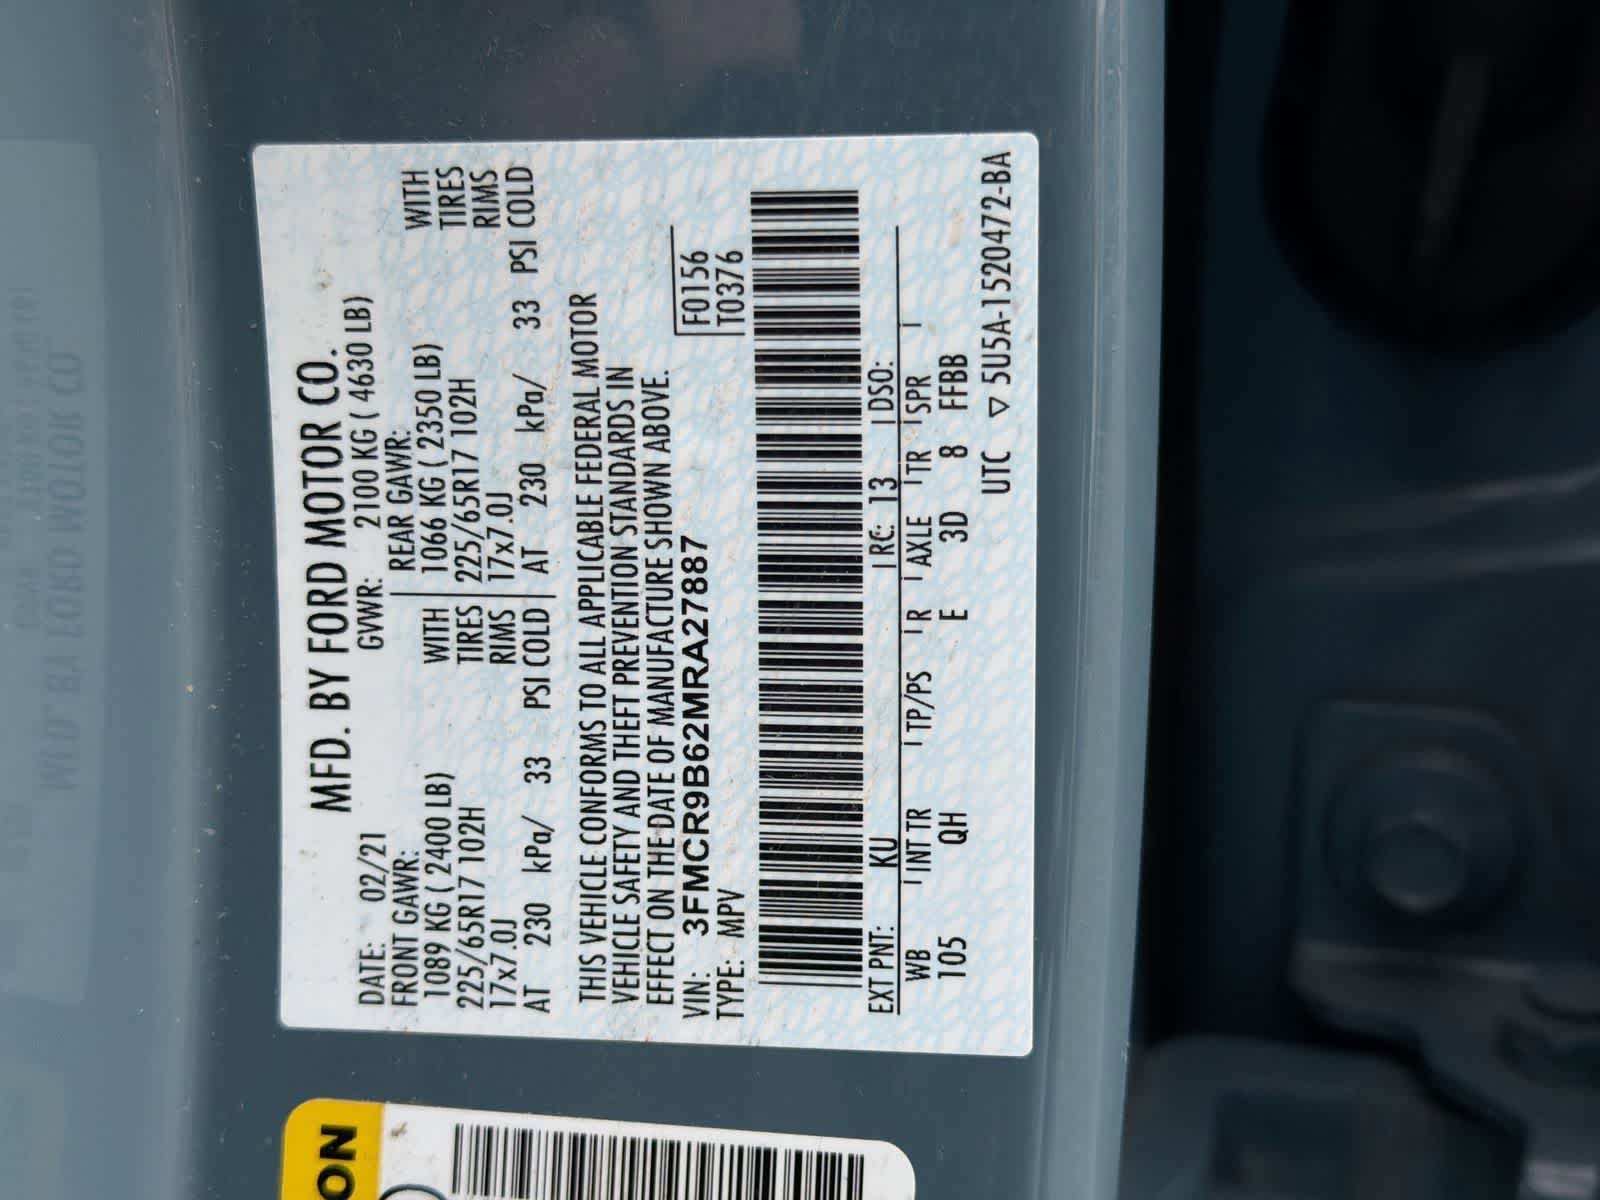 MFD. BY FORD MOTOR CO.
DATE: 02/21 GVWR: 2100 KG ( 4630 LB)
FRONT GAWR: REAR GAWR:
1089 KG ( 2400 LB) WITH 1066 KG ( 2350 LB) WITH
225/65R17 102H TIRES 225/65R17 102H TIRES
17x7.0J RIMS 17x7.0J RIMS
AT 230 kPa/ 33 PSI COLD AT 230 kPa/ 33 PSI COLD
THIS VEHICLE CONFORMS TO ALL APPLICABLE FEDERAL MOTOR
VEHICLE SAFETY AND THEFT PREVENTION STANDARDS IN
EFFECT ON THE DATE OF MANUFACTURE SHOWN ABOVE.
VIN: 3FMCR9B62MRA27887 F0156
TYPE: MPV T0376
EXT PNT: KU RC: 13 DSO:
WB INT TR TP/PS R AXLE TR SPR
105 QH E 3D 8 FFBB
UTC ▽ 5U5A-1520472-BA
ON